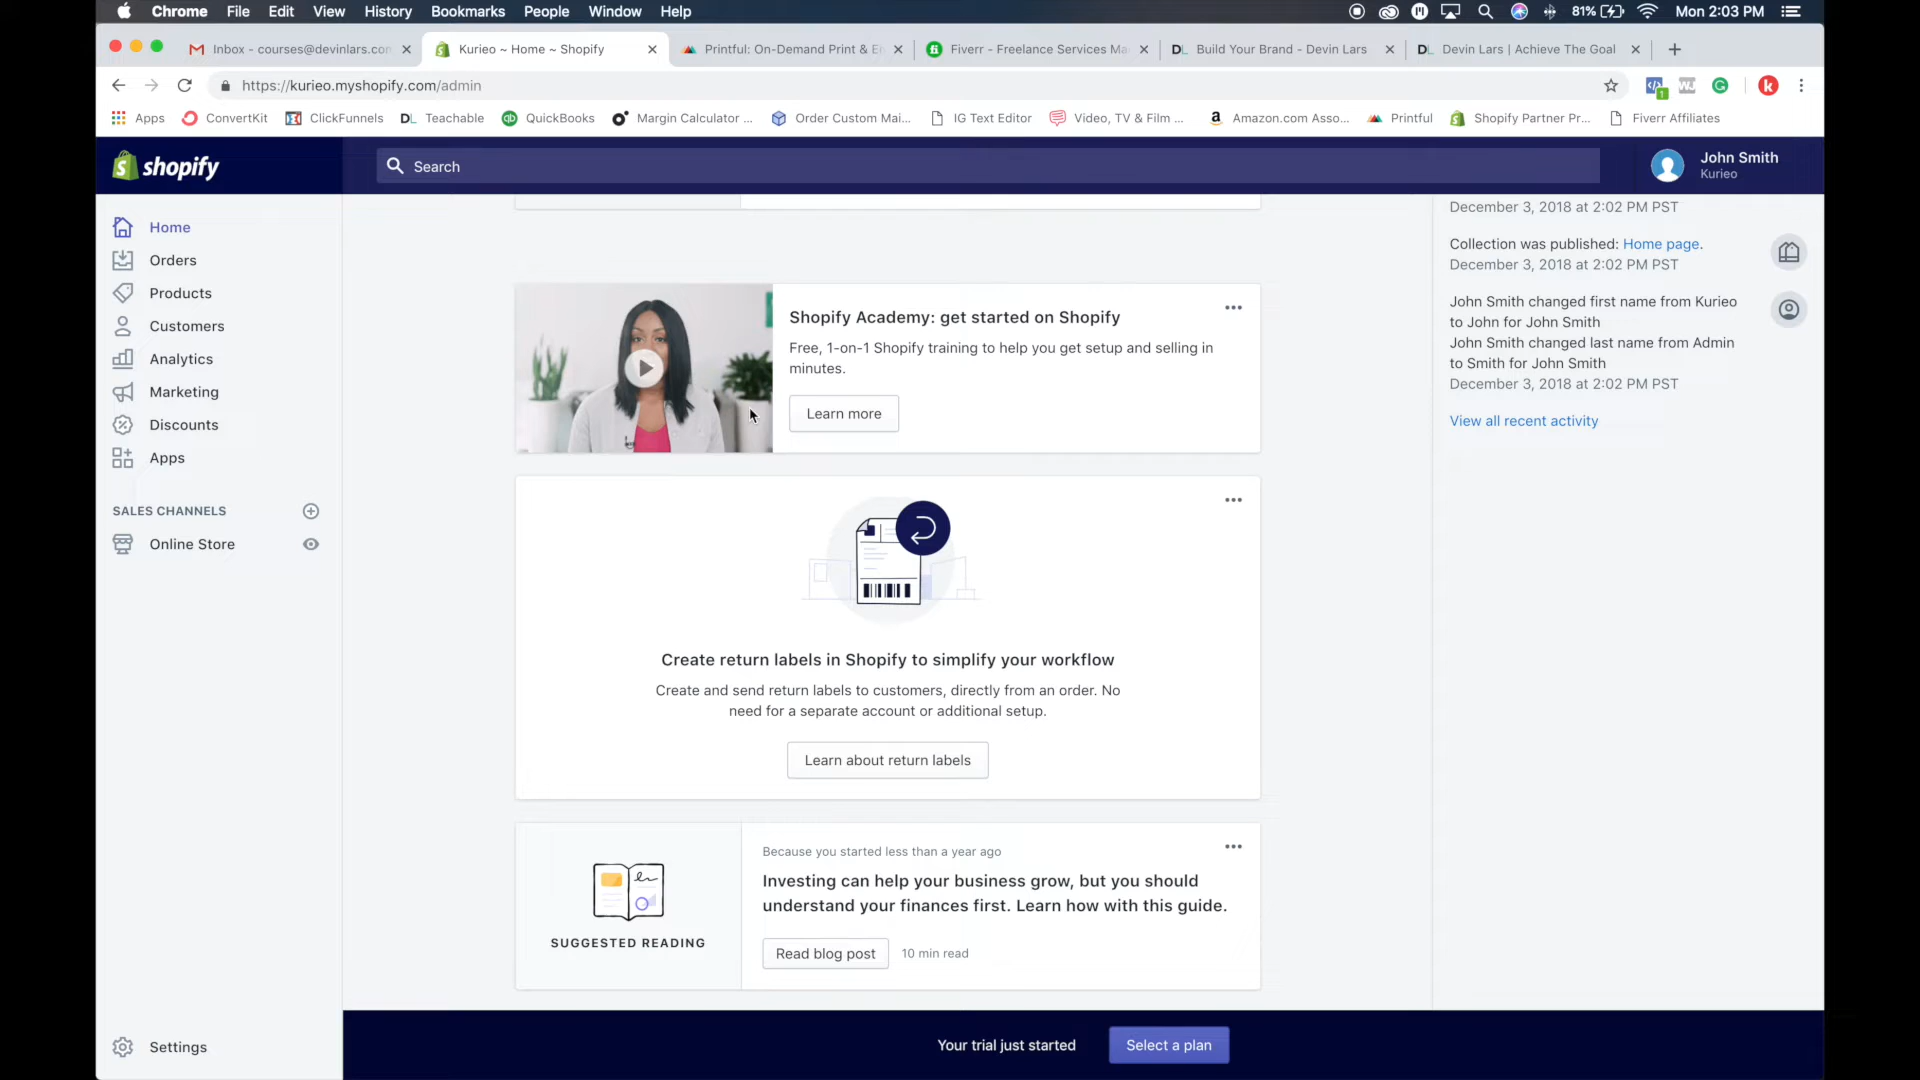 Chrome File Edit View History Bookmarks People Window Help 81% Mon 2:03 PM
Inbox - courses@devinlars.con
Kurieo ~ Home ~ Shopify
Printful: On-Demand Print & En
Fiverr - Freelance Services Ma
DL Build Your Brand - Devin Lars
DL Devin Lars | Achieve The Goal
https://kurieo.myshopify.com/admin
Apps ConvertKit ClickFunnels DL Teachable QuickBooks Margin Calculator ... Order Custom Mai... IG Text Editor Video, TV & Film ... Amazon.com Asso... Printful Shopify Partner Pr... Fiverr Affiliates
shopify
Search
John Smith
Kurieo
Home
Orders
Products
Customers
Analytics
Marketing
Discounts
Apps
SALES CHANNELS
Online Store
Settings
Shopify Academy: get started on Shopify
Free, 1-on-1 Shopify training to help you get setup and selling in
minutes.
Learn more
Create return labels in Shopify to simplify your workflow
Create and send return labels to customers, directly from an order. No
need for a separate account or additional setup.
Learn about return labels
SUGGESTED READING
Because you started less than a year ago
Investing can help your business grow, but you should
understand your finances first. Learn how with this guide.
Read blog post 10 min read
December 3, 2018 at 2:02 PM PST
Collection was published: Home page.
December 3, 2018 at 2:02 PM PST
John Smith changed first name from Kurieo
to John for John Smith
John Smith changed last name from Admin
to Smith for John Smith
December 3, 2018 at 2:02 PM PST
View all recent activity
Your trial just started
Select a plan